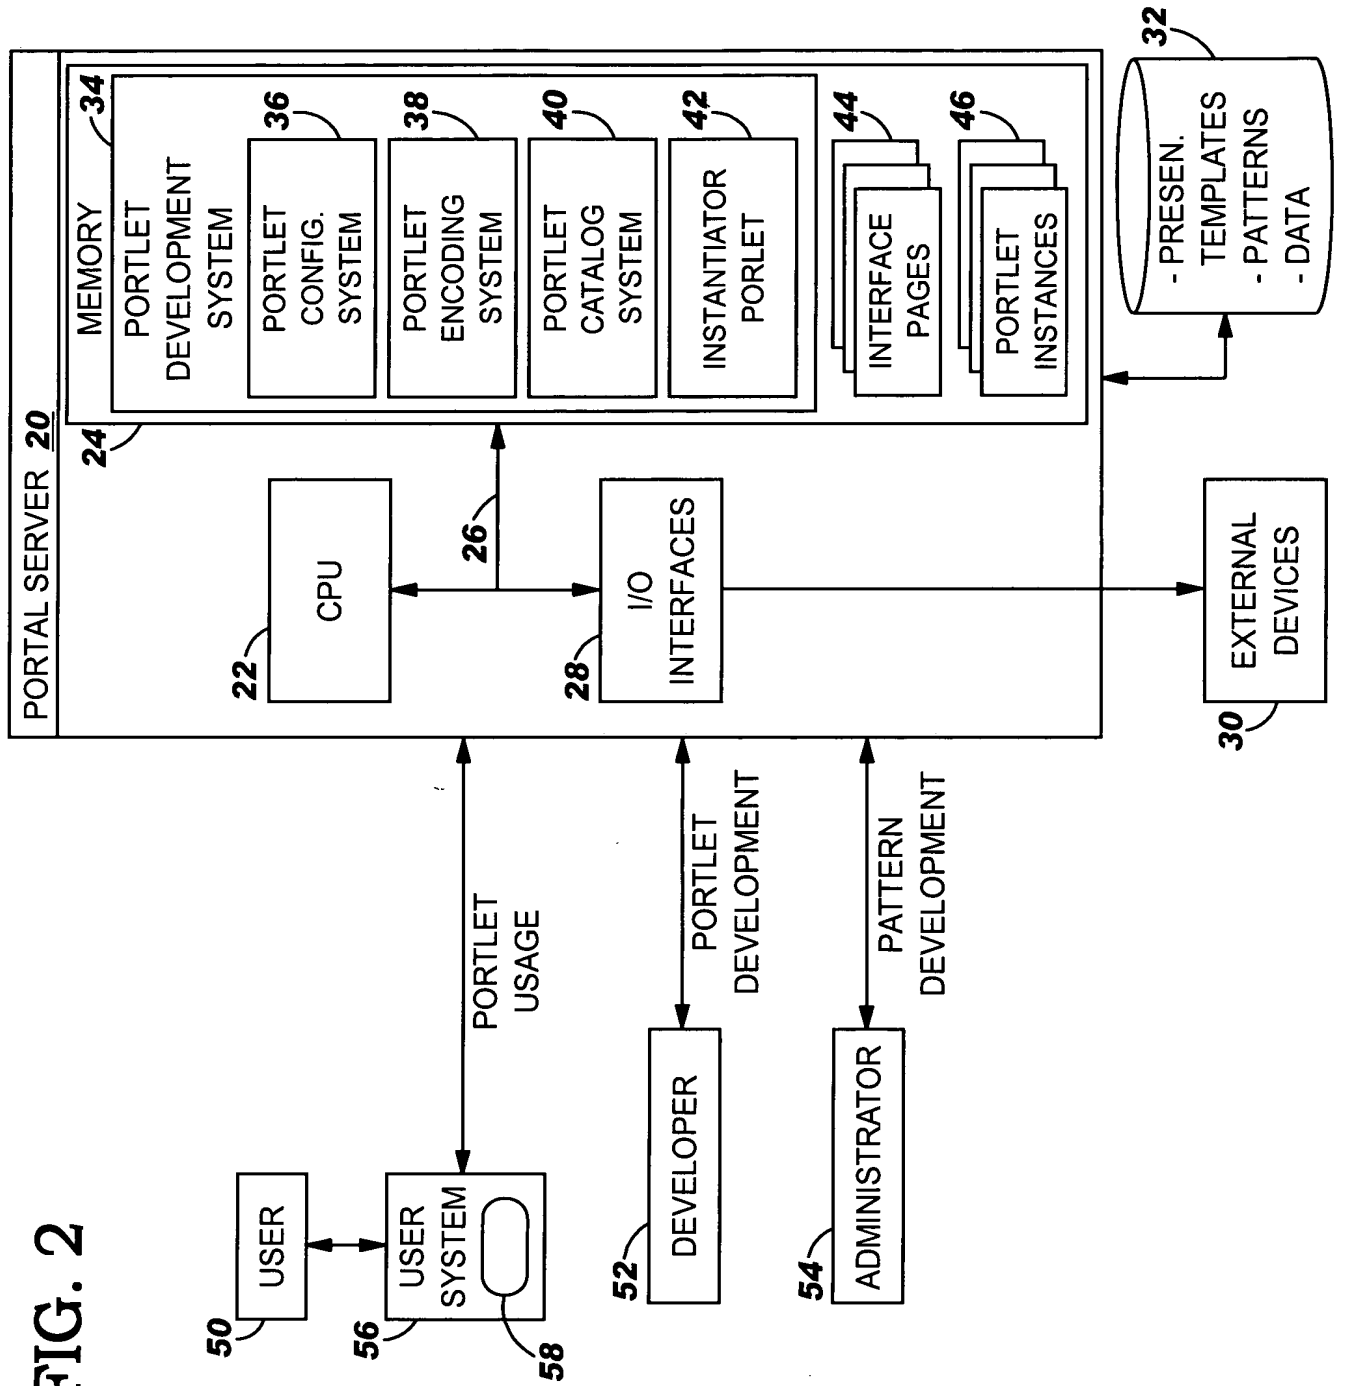 FIG. 2
PORTAL SERVER 20
MEMORY
34
PORTLET
DEVELOPMENT
SYSTEM
36
PORTLET
CONFIG.
SYSTEM
38
PORTLET
ENCODING
SYSTEM
40
PORTLET
CATALOG
SYSTEM
42
INSTANTIATOR
PORLET
44
INTERFACE
PAGES
46
PORTLET
INSTANCES
24
26
22
CPU
28
I/O
INTERFACES
32
- PRESEN.
TEMPLATES
- PATTERNS
- DATA
30
EXTERNAL
DEVICES
50
USER
56
USER
SYSTEM
58
PORTLET
USAGE
52
DEVELOPER
PORTLET
DEVELOPMENT
54
ADMINISTRATOR
PATTERN
DEVELOPMENT